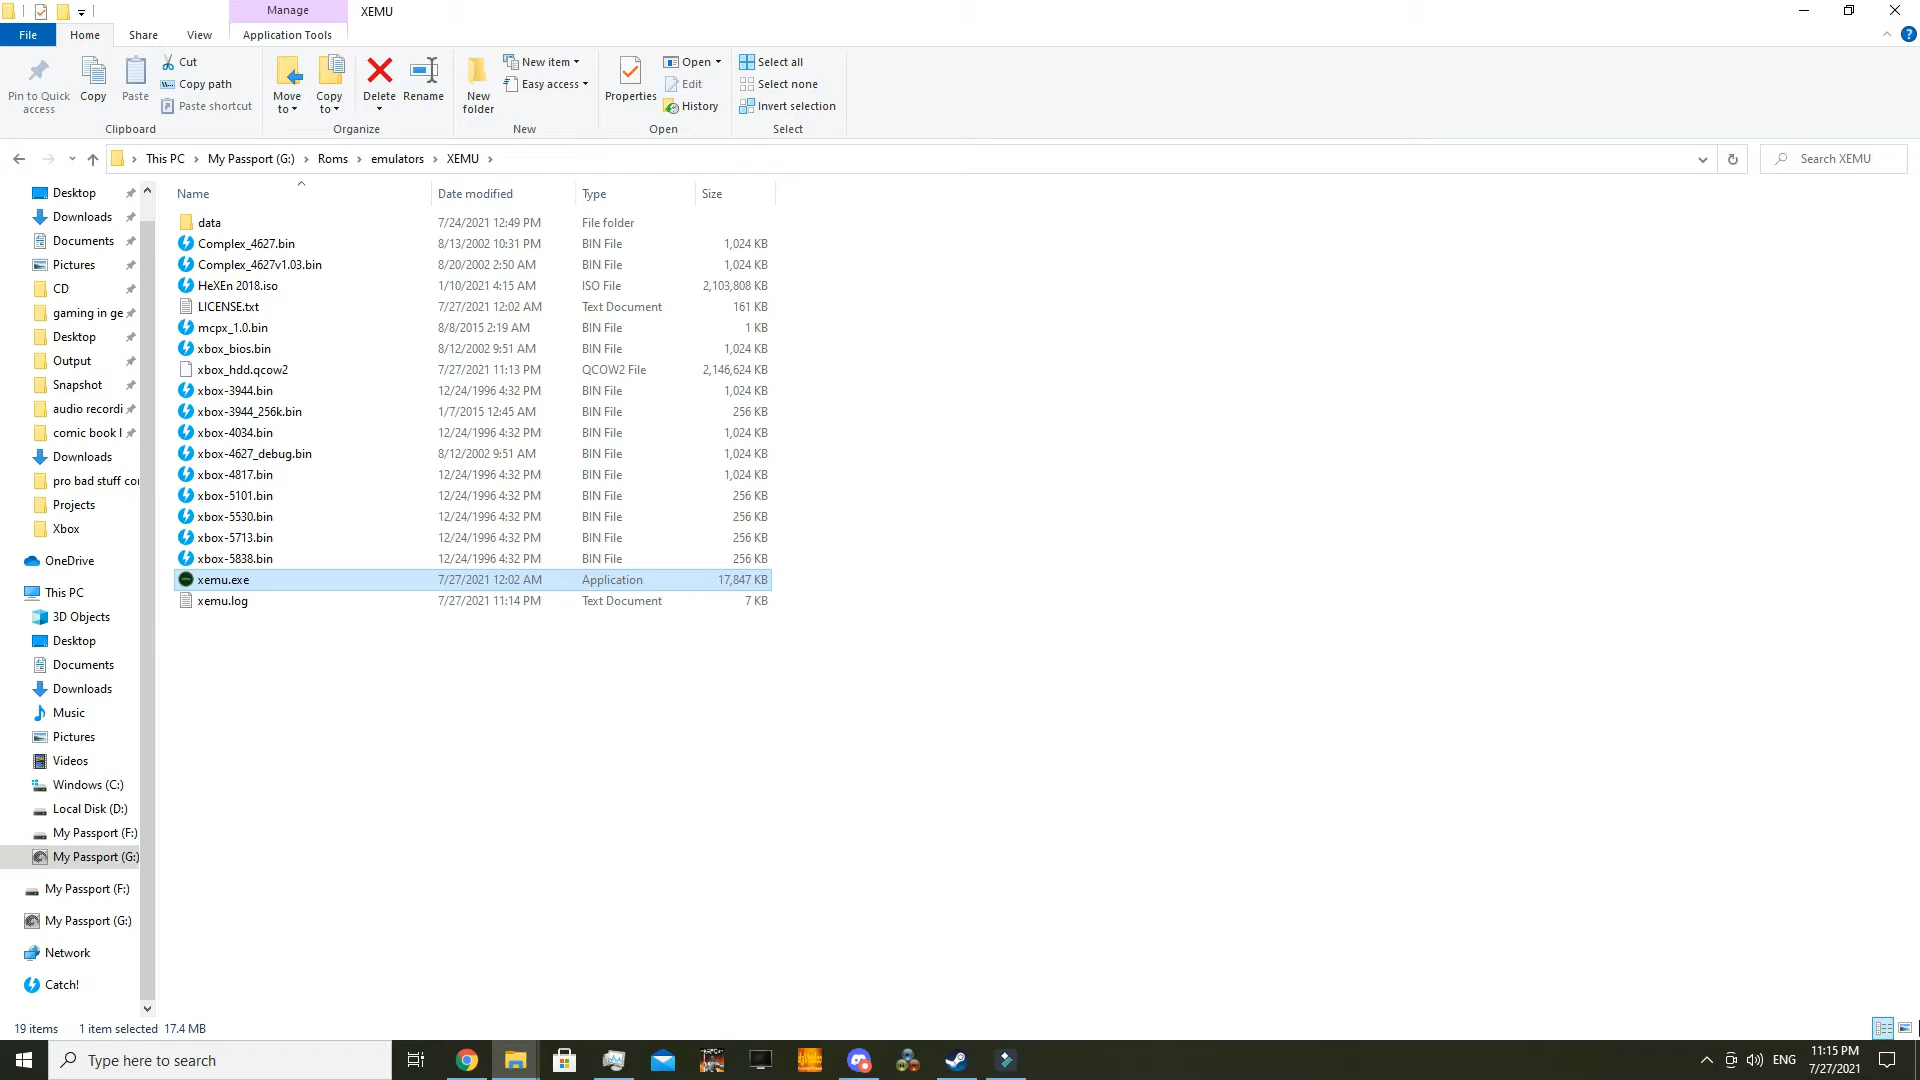 Manage
XEMU
File
Home
Share
View
Application Tools
Pin to Quick access
Copy
Paste
Cut
Copy path
Paste shortcut
Clipboard
Move to
Copy to
Delete
Rename
Organize
New folder
New item
Easy access
New
Properties
Open
Edit
History
Open
Select all
Select none
Invert selection
Select
This PC > My Passport (G:) > Roms > emulators > XEMU >
Search XEMU
Name Date modified Type Size
data 7/24/2021 12:49 PM File folder
Complex_4627.bin 8/13/2002 10:31 PM BIN File 1,024 KB
Complex_4627v1.03.bin 8/20/2002 2:50 AM BIN File 1,024 KB
HeXEn 2018.iso 1/10/2021 4:15 AM ISO File 2,103,808 KB
LICENSE.txt 7/27/2021 12:02 AM Text Document 161 KB
mcpx_1.0.bin 8/8/2015 2:19 AM BIN File 1 KB
xbox_bios.bin 8/12/2002 9:51 AM BIN File 1,024 KB
xbox_hdd.qcow2 7/27/2021 11:13 PM QCOW2 File 2,146,624 KB
xbox-3944.bin 12/24/1996 4:32 PM BIN File 1,024 KB
xbox-3944_256k.bin 1/7/2015 12:45 AM BIN File 256 KB
xbox-4034.bin 12/24/1996 4:32 PM BIN File 1,024 KB
xbox-4627_debug.bin 8/12/2002 9:51 AM BIN File 1,024 KB
xbox-4817.bin 12/24/1996 4:32 PM BIN File 1,024 KB
xbox-5101.bin 12/24/1996 4:32 PM BIN File 256 KB
xbox-5530.bin 12/24/1996 4:32 PM BIN File 256 KB
xbox-5713.bin 12/24/1996 4:32 PM BIN File 256 KB
xbox-5838.bin 12/24/1996 4:32 PM BIN File 256 KB
xemu.exe 7/27/2021 12:02 AM Application 17,847 KB
xemu.log 7/27/2021 11:14 PM Text Document 7 KB
Desktop
Downloads
Documents
Pictures
CD
gaming in ge
Desktop
Output
Snapshot
audio recordi
comic book l
Downloads
pro bad stuff cor
Projects
Xbox
OneDrive
This PC
3D Objects
Desktop
Documents
Downloads
Music
Pictures
Videos
Windows (C:)
Local Disk (D:)
My Passport (F:)
My Passport (G:)
My Passport (F:)
My Passport (G:)
Network
Catch!
19 items 1 item selected 17.4 MB
Type here to search
ENG
11:15 PM
7/27/2021